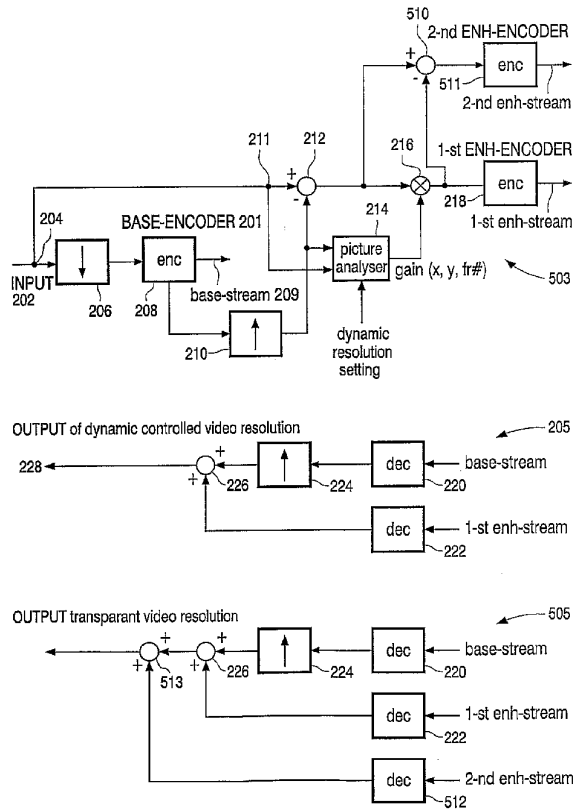 510
2-nd ENH-ENCODER
+
-
enc
511
2-nd enh-stream
211
212
216
1-st ENH-ENCODER
+
-
enc
218
1-st enh-stream
204
BASE-ENCODER 201
214
INPUT
202
206
enc
208
base-stream 209
picture
analyser
gain (x, y, fr#)
503
210
dynamic
resolution
setting
OUTPUT of dynamic controlled video resolution
205
228
+
+
226
224
dec
220
base-stream
dec
222
1-st enh-stream
OUTPUT transparant video resolution
505
+
+
513
+
+
226
224
dec
220
base-stream
dec
222
1-st enh-stream
dec
512
2-nd enh-stream